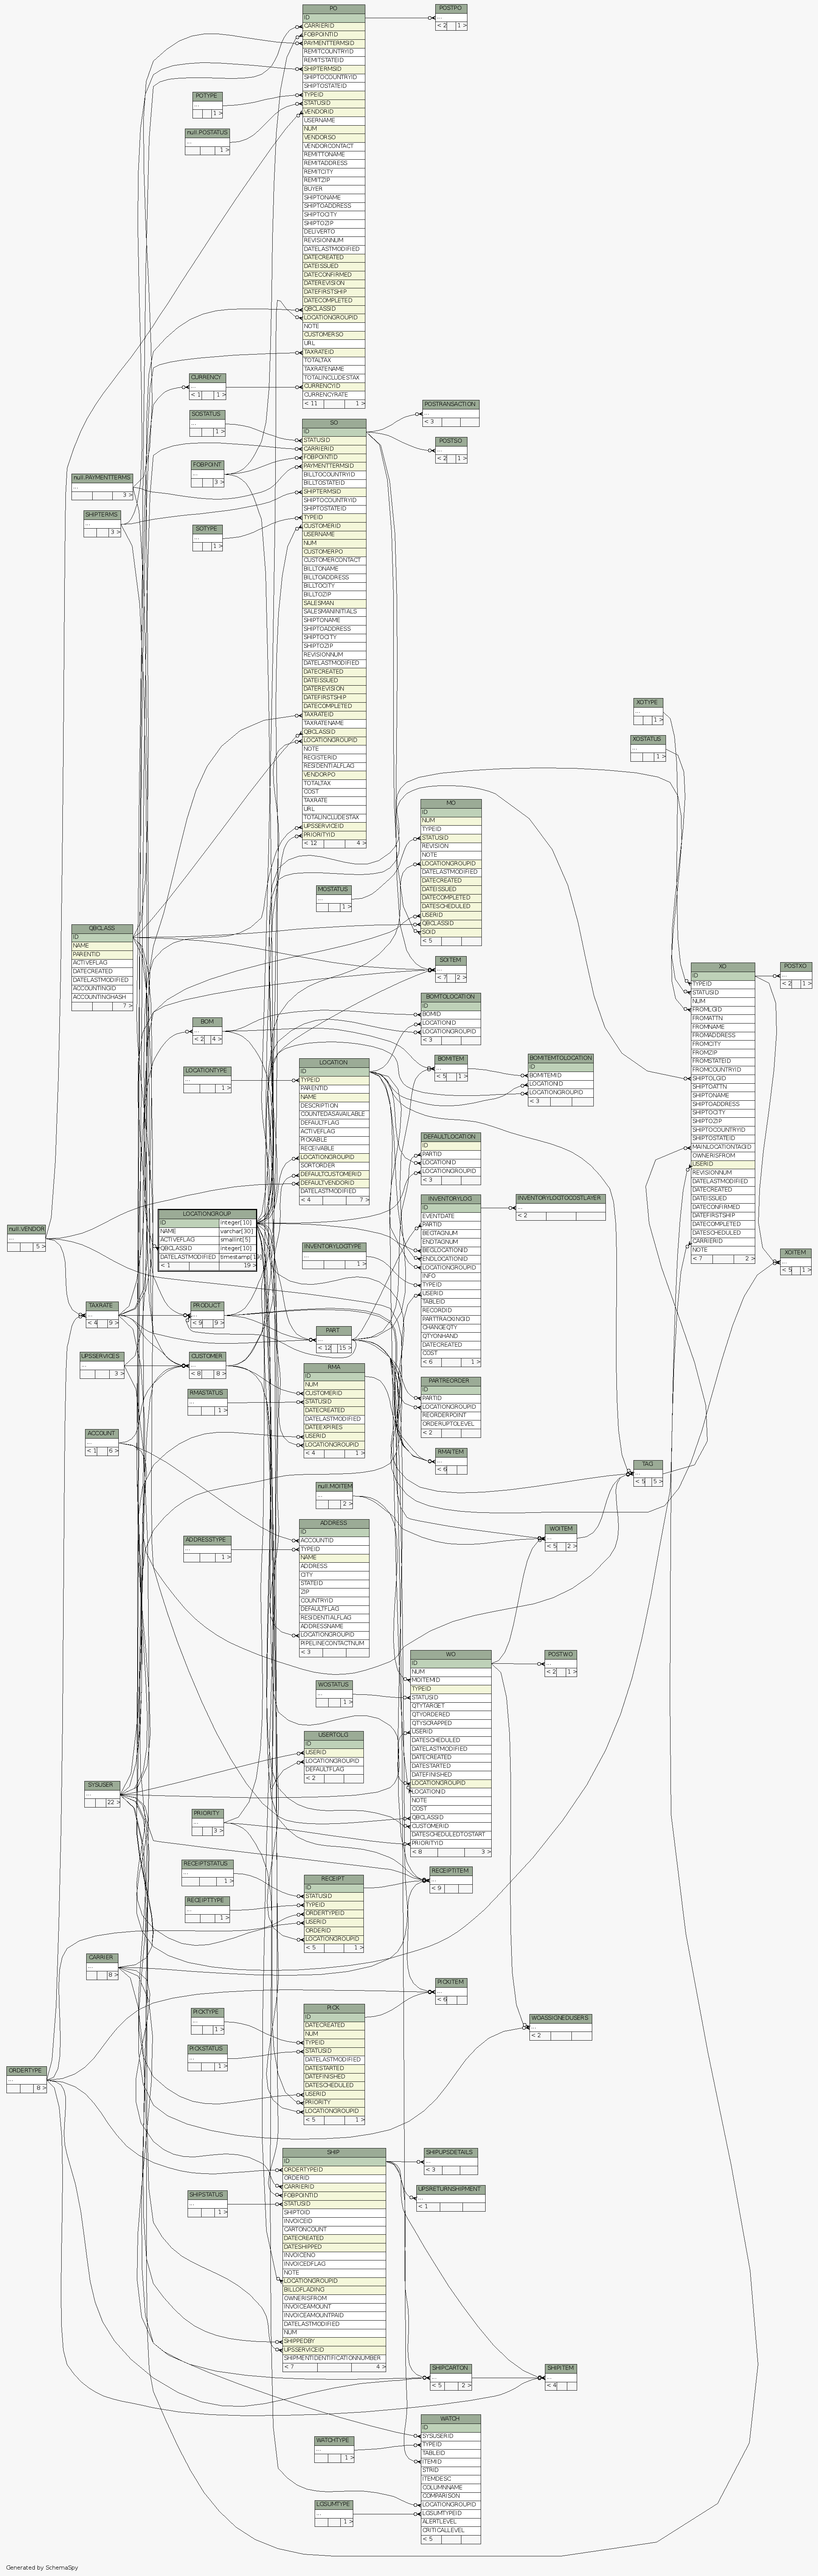 PO
ID
CARRIERID
FOBPOINTID
PAYMENTTERMSID
REMITCOUNTRYID
REMITSTATEID
SHIPTERMSID
SHIPTOCOUNTRYID
SHIPTOSTATEID
TYPEID
STATUSID
VENDORID
USERNAME
NUM
VENDORSO
VENDORCONTACT
REMITTONAME
REMITADDRESS
REMITCITY
REMITZIP
BUYER
SHIPTONAME
SHIPTOADDRESS
SHIPTOCITY
SHIPTOZIP
DELIVERTO
REVISIONNUM
DATELASTMODIFIED
DATECREATED
DATEISSUED
DATECONFIRMED
DATEREVISION
DATEFIRSTSHIP
DATECOMPLETED
QBCLASSID
LOCATIONGROUPID
NOTE
CUSTOMERSO
URL
TAXRATEID
TOTALTAX
TAXRATENAME
TOTALINCLUDESTAX
CURRENCYID
CURRENCYRATE
< 11 1 >
POSTPO
...
< 2 1 >
POTYPE
...
1 >
null.POSTATUS
...
1 >
CURRENCY
...
< 1 1 >
SOSTATUS
...
1 >
FOBPOINT
...
3 >
null.PAYMENTTERMS
...
3 >
SHIPTERMS
...
3 >
SOTYPE
...
1 >
POSTRANSACTION
...
< 3
POSTSO
...
< 2 1 >
SO
ID
STATUSID
CARRIERID
FOBPOINTID
PAYMENTTERMSID
BILLTOCOUNTRYID
BILLTOSTATEID
SHIPTERMSID
SHIPTOCOUNTRYID
SHIPTOSTATEID
TYPEID
CUSTOMERID
USERNAME
NUM
CUSTOMERPO
CUSTOMERCONTACT
BILLTONAME
BILLTOADDRESS
BILLTOCITY
BILLTOZIP
SALESMAN
SALESMANINITIALS
SHIPTONAME
SHIPTOADDRESS
SHIPTOCITY
SHIPTOZIP
REVISIONNUM
DATELASTMODIFIED
DATECREATED
DATEISSUED
DATEREVISION
DATEFIRSTSHIP
DATECOMPLETED
TAXRATEID
TAXRATENAME
QBCLASSID
LOCATIONGROUPID
NOTE
REGISTERID
RESIDENTIALFLAG
VENDORPO
TOTALTAX
COST
TAXRATE
URL
TOTALINCLUDESTAX
UPSSERVICEID
PRIORITYID
< 12 4 >
XOTYPE
...
1 >
XOSTATUS
...
1 >
MO
ID
NUM
TYPEID
STATUSID
REVISION
NOTE
LOCATIONGROUPID
DATELASTMODIFIED
DATECREATED
DATEISSUED
DATECOMPLETED
DATESCHEDULED
USERID
QBCLASSID
SOID
< 5
MOSTATUS
...
1 >
QBCLASS
ID
NAME
PARENTID
ACTIVEFLAG
DATECREATED
DATELASTMODIFIED
ACCOUNTINGID
ACCOUNTINGHASH
7 >
SOITEM
...
< 7 2 >
XO
ID
TYPEID
STATUSID
NUM
FROMLGID
FROMATTN
FROMNAME
FROMADDRESS
FROMCITY
FROMZIP
FROMSTATEID
FROMCOUNTRYID
SHIPTOLGID
SHIPTOATTN
SHIPTONAME
SHIPTOADDRESS
SHIPTOCITY
SHIPTOZIP
SHIPTOCOUNTRYID
SHIPTOSTATEID
MAINLOCATIONTAGID
OWNERISFROM
USERID
REVISIONNUM
DATELASTMODIFIED
DATECREATED
DATEISSUED
DATECONFIRMED
DATEFIRSTSHIP
DATECOMPLETED
DATESCHEDULED
CARRIERID
NOTE
< 7 2 >
POSTXO
...
< 2 1 >
XOITEM
...
< 5 1 >
BOM
...
< 2 4 >
BOMTOLOCATION
ID
BOMID
LOCATIONID
LOCATIONGROUPID
< 3
BOMITEM
...
< 5 1 >
BOMITEMTOLOCATION
ID
BOMITEMID
LOCATIONID
LOCATIONGROUPID
< 3
LOCATIONTYPE
...
1 >
LOCATION
ID
TYPEID
PARENTID
NAME
DESCRIPTION
COUNTEDASAVAILABLE
DEFAULTFLAG
ACTIVEFLAG
PICKABLE
RECEIVABLE
LOCATIONGROUPID
SORTORDER
DEFAULTCUSTOMERID
DEFAULTVENDORID
DATELASTMODIFIED
< 4 7 >
DEFAULTLOCATION
ID
PARTID
LOCATIONID
LOCATIONGROUPID
< 3
LOCATIONGROUP
ID integer[10]
NAME varchar[30]
ACTIVEFLAG smallint[5]
QBCLASSID integer[10]
DATELASTMODIFIED timestamp[19]
< 1 19 >
null.VENDOR
...
5 >
INVENTORYLOG
ID
EVENTDATE
PARTID
BEGTAGNUM
ENDTAGNUM
BEGLOCATIONID
ENDLOCATIONID
LOCATIONGROUPID
INFO
TYPEID
USERID
TABLEID
RECORDID
PARTTRACKINGID
CHANGEQTY
QTYONHAND
DATECREATED
COST
< 6 1 >
INVENTORYLOGTOCOSTLAYER
...
< 2
INVENTORYLOGTYPE
...
1 >
TAXRATE
...
< 4 9 >
PRODUCT
...
< 9 9 >
PART
...
< 12 15 >
UPSSERVICES
...
3 >
CUSTOMER
...
< 8 8 >
RMASTATUS
...
1 >
RMA
ID
NUM
CUSTOMERID
STATUSID
DATECREATED
DATELASTMODIFIED
DATEEXPIRES
USERID
LOCATIONGROUPID
< 4 1 >
PARTREORDER
ID
PARTID
LOCATIONGROUPID
REORDERPOINT
ORDERUPTOLEVEL
< 2
ACCOUNT
...
< 1 6 >
RMAITEM
...
< 6
TAG
...
< 5 5 >
null.MOITEM
...
2 >
ADDRESSTYPE
...
1 >
ADDRESS
ID
ACCOUNTID
TYPEID
NAME
ADDRESS
CITY
STATEID
ZIP
COUNTRYID
DEFAULTFLAG
RESIDENTIALFLAG
ADDRESSNAME
LOCATIONGROUPID
PIPELINECONTACTNUM
< 3
WOITEM
...
< 5 2 >
WO
ID
NUM
MOITEMID
TYPEID
STATUSID
QTYTARGET
QTYORDERED
QTYSCRAPPED
USERID
DATESCHEDULED
DATELASTMODIFIED
DATECREATED
DATESTARTED
DATEFINISHED
LOCATIONGROUPID
LOCATIONID
NOTE
COST
QBCLASSID
CUSTOMERID
DATESCHEDULEDTOSTART
PRIORITYID
< 8 3 >
POSTWO
...
< 2 1 >
WOSTATUS
...
1 >
USERTOLG
ID
USERID
LOCATIONGROUPID
DEFAULTFLAG
< 2
SYSUSER
...
22 >
PRIORITY
...
3 >
RECEIPTSTATUS
...
1 >
RECEIPTTYPE
...
1 >
RECEIPT
ID
STATUSID
TYPEID
ORDERTYPEID
USERID
ORDERID
LOCATIONGROUPID
< 5 1 >
RECEIPTITEM
...
< 9
CARRIER
...
8 >
PICKITEM
...
< 6
PICKTYPE
...
1 >
PICKSTATUS
...
1 >
PICK
ID
DATECREATED
NUM
TYPEID
STATUSID
DATELASTMODIFIED
DATESTARTED
DATEFINISHED
DATESCHEDULED
USERID
PRIORITY
LOCATIONGROUPID
< 5 1 >
WOASSIGNEDUSERS
...
< 2
ORDERTYPE
...
8 >
SHIP
ID
ORDERTYPEID
ORDERID
CARRIERID
FOBPOINTID
STATUSID
SHIPTOID
INVOICEID
CARTONCOUNT
DATECREATED
DATESHIPPED
INVOICENO
INVOICEDFLAG
NOTE
LOCATIONGROUPID
BILLOFLADING
OWNERISFROM
INVOICEAMOUNT
INVOICEAMOUNTPAID
DATELASTMODIFIED
NUM
SHIPPEDBY
UPSSERVICEID
SHIPMENTIDENTIFICATIONNUMBER
< 7 4 >
SHIPSTATUS
...
1 >
SHIPUPSDETAILS
...
< 3
UPSRETURNSHIPMENT
...
< 1
SHIPCARTON
...
< 5 2 >
SHIPITEM
...
< 4
WATCH
ID
SYSUSERID
TYPEID
TABLEID
ITEMID
STRID
ITEMDESC
COLUMNNAME
COMPARISON
LOCATIONGROUPID
LGSUMTYPEID
ALERTLEVEL
CRITICALLEVEL
< 5
WATCHTYPE
...
1 >
LGSUMTYPE
...
1 >
Generated by SchemaSpy